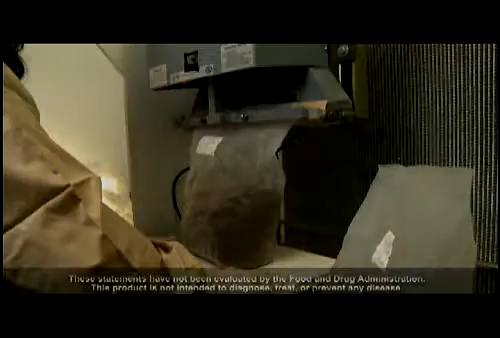 These statements have not been evaluated by the Food and Drug Administration.
This product is not intended to diagnose, treat, or prevent any disease.